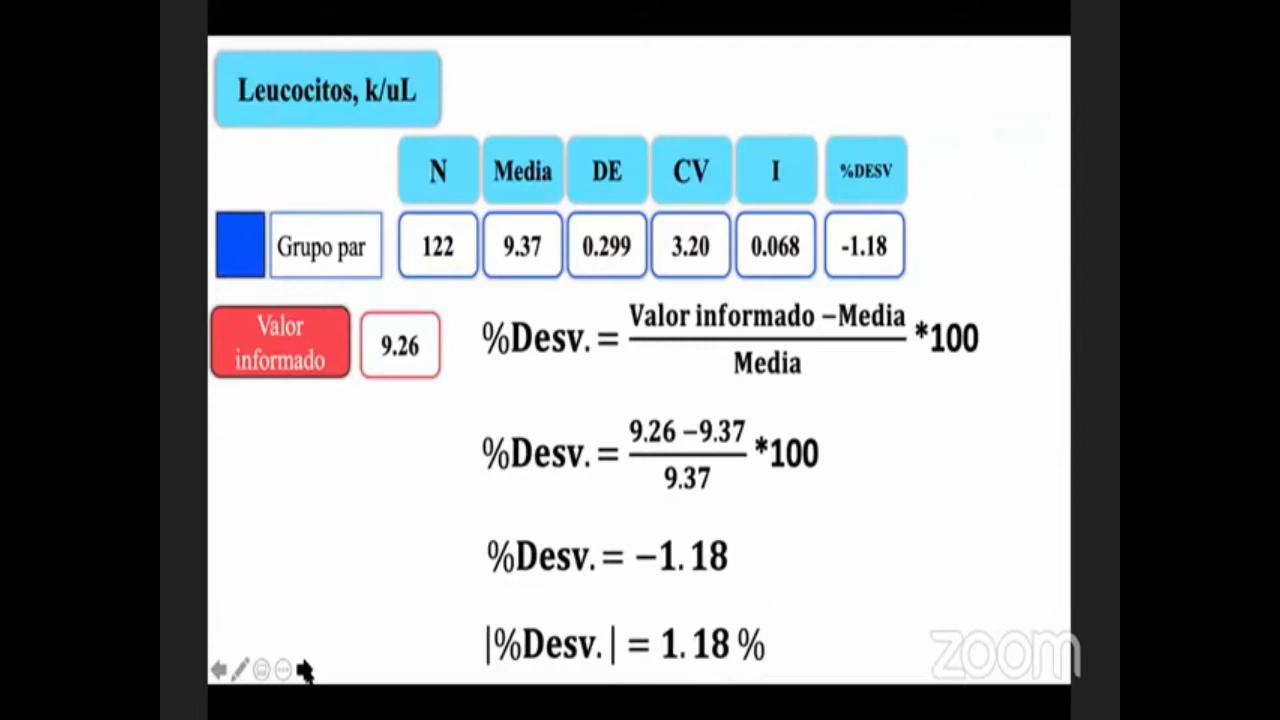 Leucocitos, k/uL
N Media DE CV I %DESV
Grupo par 122 9.37 0.299 3.20 0.068 -1.18
Valor
informado
9.26
%Desv. = Valor informado −Media / Media *100
%Desv. = 9.26 −9.37 / 9.37 *100
%Desv. = −1.18
|%Desv.| = 1.18 %
zoom